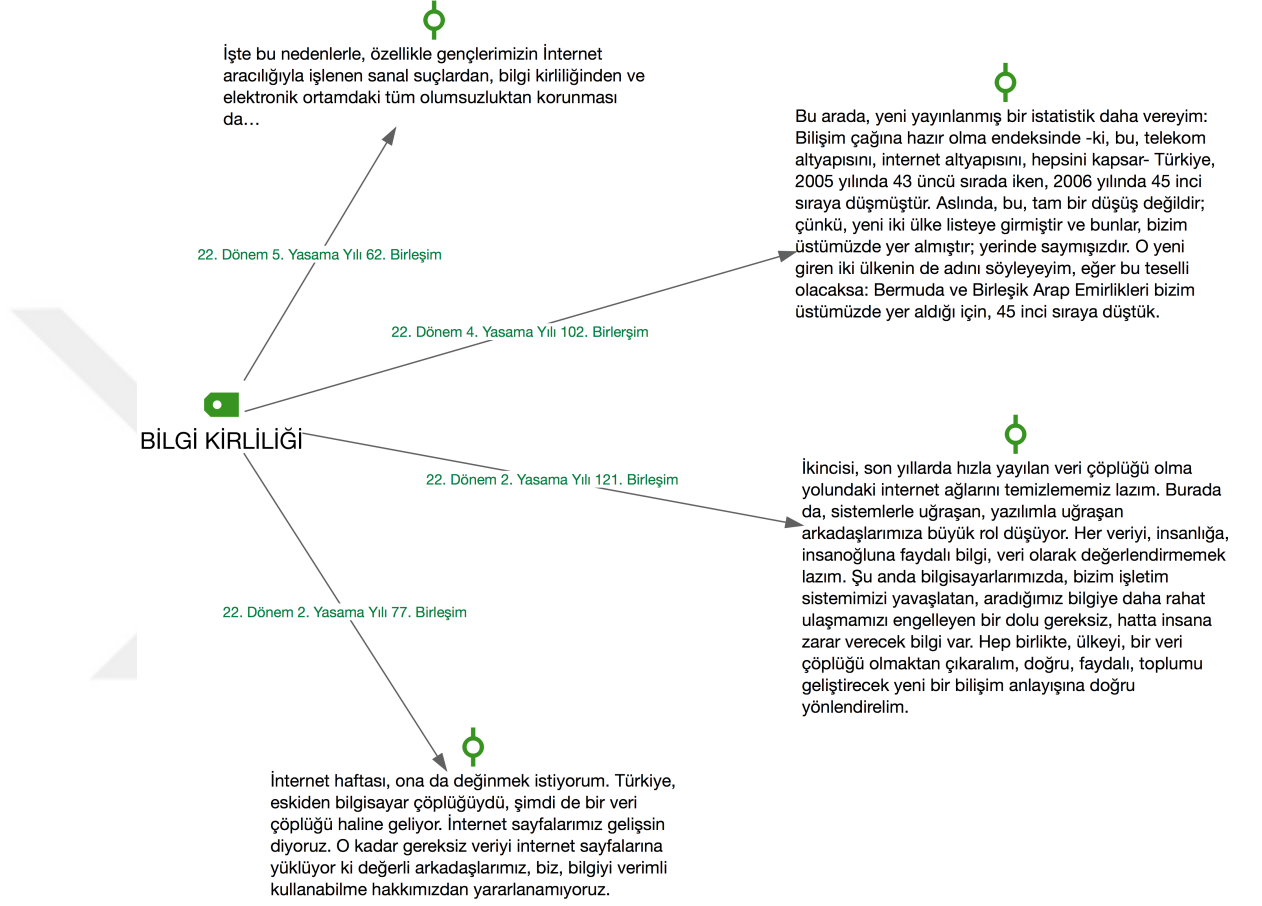 İşte bu nedenlerle, özellikle gençlerimizin İnternet
aracılığıyla işlenen sanal suçlardan, bilgi kirliliğinden ve
elektronik ortamdaki tüm olumsuzluktan korunması
da…
Bu arada, yeni yayınlanmış bir istatistik daha vereyim:
Bilişim çağına hazır olma endeksinde -ki, bu, telekom
altyapısını, internet altyapısını, hepsini kapsar- Türkiye,
2005 yılında 43 üncü sırada iken, 2006 yılında 45 inci
sıraya düşmüştür. Aslında, bu, tam bir düşüş değildir;
çünkü, yeni iki ülke listeye girmiştir ve bunlar, bizim
üstümüzde yer almıştır; yerinde saymışızdır. O yeni
giren iki ülkenin de adını söyleyeyim, eğer bu teselli
olacaksa: Bermuda ve Birleşik Arap Emirlikleri bizim
üstümüzde yer aldığı için, 45 inci sıraya düştük.
22. Dönem 5. Yasama Yılı 62. Birleşim
22. Dönem 4. Yasama Yılı 102. Birlerşim
BİLGİ KİRLİLİĞİ
22. Dönem 2. Yasama Yılı 121. Birleşim
İkincisi, son yıllarda hızla yayılan veri çöplüğü olma
yolundaki internet ağlarını temizlememiz lazım. Burada
da, sistemlerle uğraşan, yazılımla uğraşan
arkadaşlarımıza büyük rol düşüyor. Her veriyi, insanlığa,
insanoğluna faydalı bilgi, veri olarak değerlendirmemek
lazım. Şu anda bilgisayarlarımızda, bizim işletim
sistemimizi yavaşlatan, aradığımız bilgiye daha rahat
ulaşmamızı engelleyen bir dolu gereksiz, hatta insana
zarar verecek bilgi var. Hep birlikte, ülkeyi, bir veri
çöplüğü olmaktan çıkaralım, doğru, faydalı, toplumu
geliştirecek yeni bir bilişim anlayışına doğru
yönlendirelim.
22. Dönem 2. Yasama Yılı 77. Birleşim
İnternet haftası, ona da değinmek istiyorum. Türkiye,
eskiden bilgisayar çöplüğüydü, şimdi de bir veri
çöplüğü haline geliyor. İnternet sayfalarımız gelişsin
diyoruz. O kadar gereksiz veriyi internet sayfalarına
yüklüyor ki değerli arkadaşlarımız, biz, bilgiyi verimli
kullanabilme hakkımızdan yararlanamıyoruz.